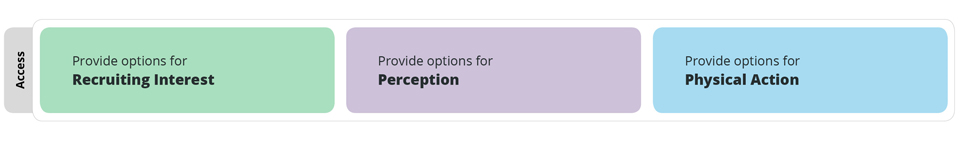 Access
Provide options for
Recruiting Interest
Provide options for
Perception
Provide options for
Physical Action